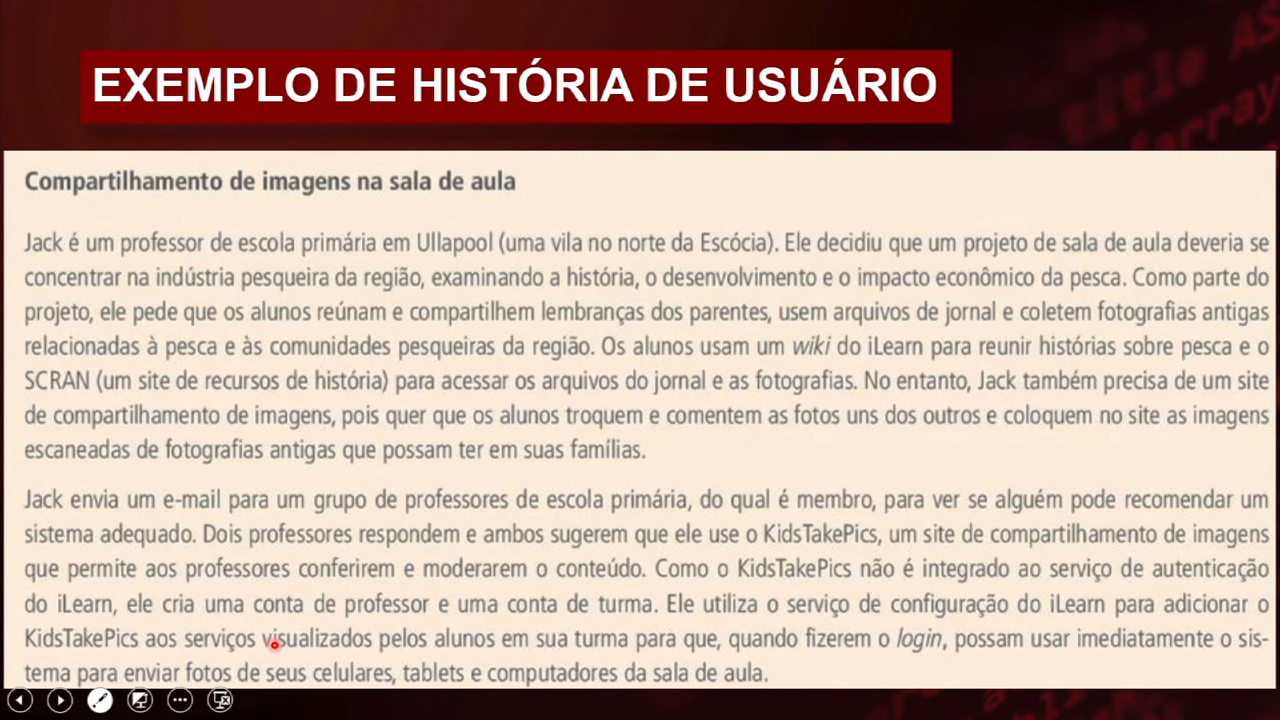 EXEMPLO DE HISTÓRIA DE USUÁRIO
Compartilhamento de imagens na sala de aula
Jack é um professor de escola primária em Ullapool (uma vila no norte da Escócia). Ele decidiu que um projeto de sala de aula deveria se
concentrar na indústria pesqueira da região, examinando a história, o desenvolvimento e o impacto econômico da pesca. Como parte do
projeto, ele pede que os alunos reúnam e compartilhem lembranças dos parentes, usem arquivos de jornal e coletem fotografias antigas
relacionadas à pesca e às comunidades pesqueiras da região. Os alunos usam um wiki do iLearn para reunir histórias sobre pesca e o
SCRAN (um site de recursos de história) para acessar os arquivos do jornal e as fotografias. No entanto, Jack também precisa de um site
de compartilhamento de imagens, pois quer que os alunos troquem e comentem as fotos uns dos outros e coloquem no site as imagens
escaneadas de fotografias antigas que possam ter em suas famílias.
Jack envia um e-mail para um grupo de professores de escola primária, do qual é membro, para ver se alguém pode recomendar um
sistema adequado. Dois professores respondem e ambos sugerem que ele use o KidsTakePics, um site de compartilhamento de imagens
que permite aos professores conferirem e moderarem o conteúdo. Como o KidsTakePics não é integrado ao serviço de autenticação
do iLearn, ele cria uma conta de professor e uma conta de turma. Ele utiliza o serviço de configuração do iLearn para adicionar o
KidsTakePics aos serviços visualizados pelos alunos em sua turma para que, quando fizerem o login, possam usar imediatamente o sis-
tema para enviar fotos de seus celulares, tablets e computadores da sala de aula.